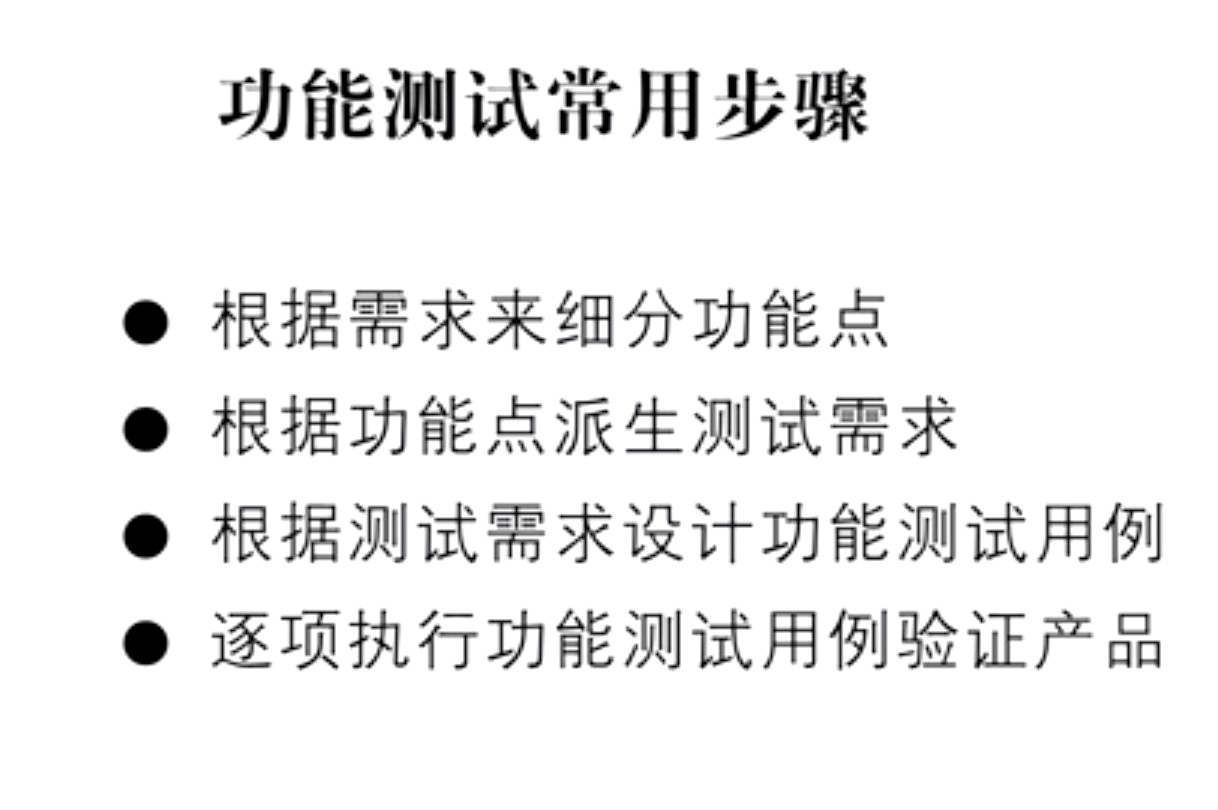 功能测试常用步骤
● 根据需求来细分功能点
● 根据功能点派生测试需求
● 根据测试需求设计功能测试用例
● 逐项执行功能测试用例验证产品